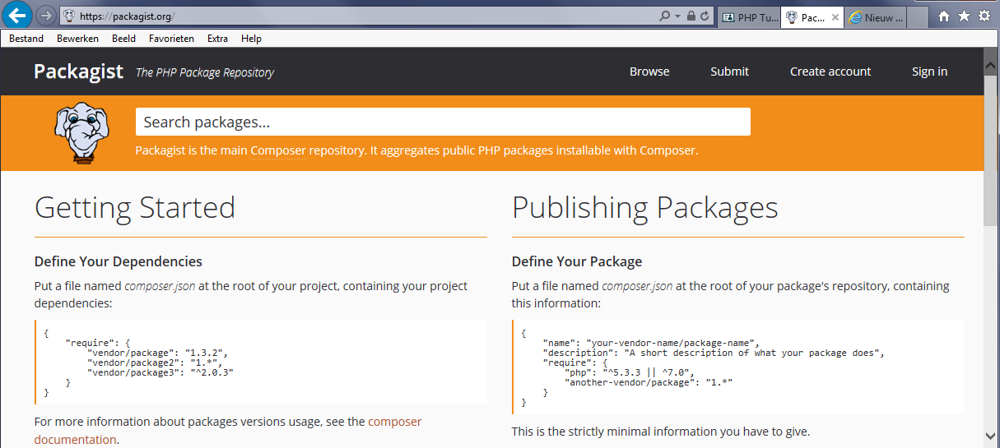 https://packagist.org/
PHP Tu...
Pac...
Nieuw ...
Bestand Bewerken Beeld Favorieten Extra Help
Packagist The PHP Package Repository
Browse Submit Create account Sign in
Search packages...
Packagist is the main Composer repository. It aggregates public PHP packages installable with Composer.
Getting Started
Define Your Dependencies
Put a file named composer.json at the root of your project, containing your project
dependencies:
{
    "require": {
        "vendor/package": "1.3.2",
        "vendor/package2": "1.*",
        "vendor/package3": "^2.0.3"
    }
}
For more information about packages versions usage, see the composer
documentation.
Publishing Packages
Define Your Package
Put a file named composer.json at the root of your package's repository, containing
this information:
{
    "name": "your-vendor-name/package-name",
    "description": "A short description of what your package does",
    "require": {
        "php": "^5.3.3 || ^7.0",
        "another-vendor/package": "1.*"
    }
}
This is the strictly minimal information you have to give.